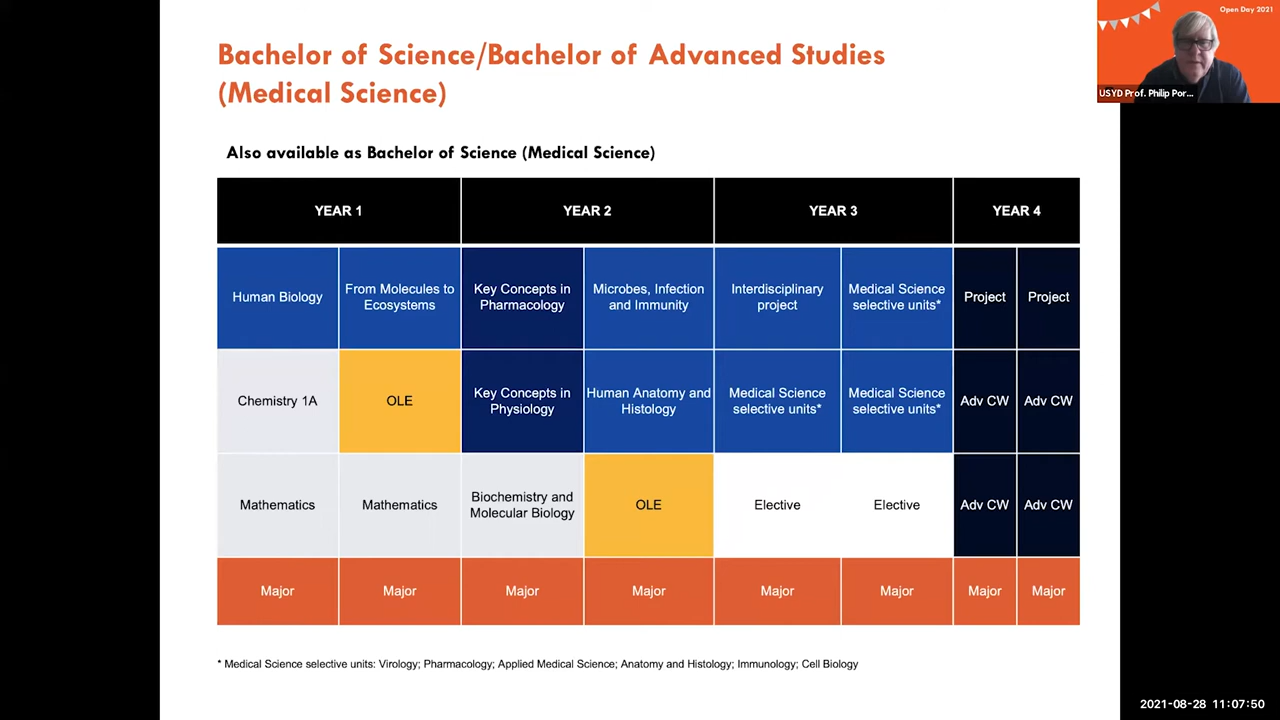 Open Day 2021
USYD Prof. Philip Por...
Bachelor of Science/Bachelor of Advanced Studies
(Medical Science)
Also available as Bachelor of Science (Medical Science)
YEAR 1
YEAR 2
YEAR 3
YEAR 4
Human Biology
From Molecules to
Ecosystems
Key Concepts in
Pharmacology
Microbes, Infection
and Immunity
Interdisciplinary
project
Medical Science
selective units*
Project
Project
Chemistry 1A
OLE
Key Concepts in
Physiology
Human Anatomy and
Histology
Medical Science
selective units*
Medical Science
selective units*
Adv CW
Adv CW
Mathematics
Mathematics
Biochemistry and
Molecular Biology
OLE
Elective
Elective
Adv CW
Adv CW
Major
Major
Major
Major
Major
Major
Major
Major
* Medical Science selective units: Virology; Pharmacology; Applied Medical Science; Anatomy and Histology; Immunology; Cell Biology
2021-08-28 11:07:50